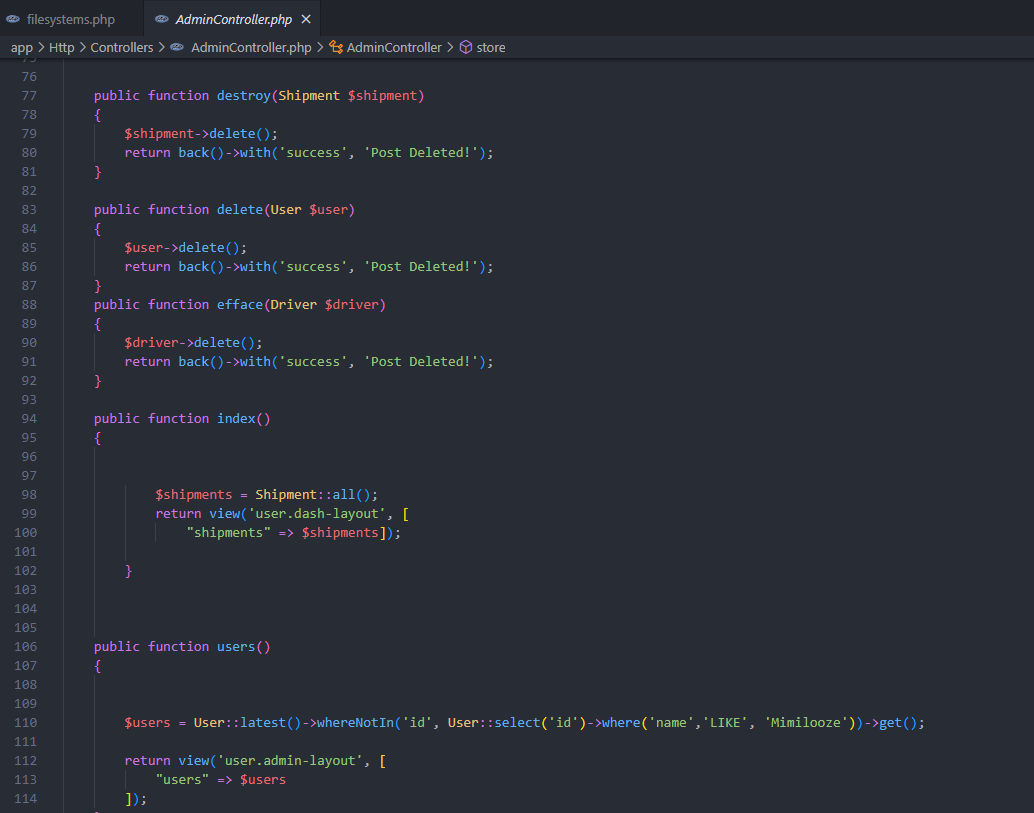 filesystems.php AdminController.php ×
app > Http > Controllers > AdminController.php > AdminController > store
75
76
77 public function destroy(Shipment $shipment)
78 {
79 $shipment->delete();
80 return back()->with('success', 'Post Deleted!');
81 }
82
83 public function delete(User $user)
84 {
85 $user->delete();
86 return back()->with('success', 'Post Deleted!');
87 }
88 public function efface(Driver $driver)
89 {
90 $driver->delete();
91 return back()->with('success', 'Post Deleted!');
92 }
93
94 public function index()
95 {
96
97
98 $shipments = Shipment::all();
99 return view('user.dash-layout', [
100 "shipments" => $shipments]);
101
102 }
103
104
105
106 public function users()
107 {
108
109
110 $users = User::latest()->whereNotIn('id', User::select('id')->where('name','LIKE', 'Mimilooze'))->get();
111
112 return view('user.admin-layout', [
113 "users" => $users
114 ]);